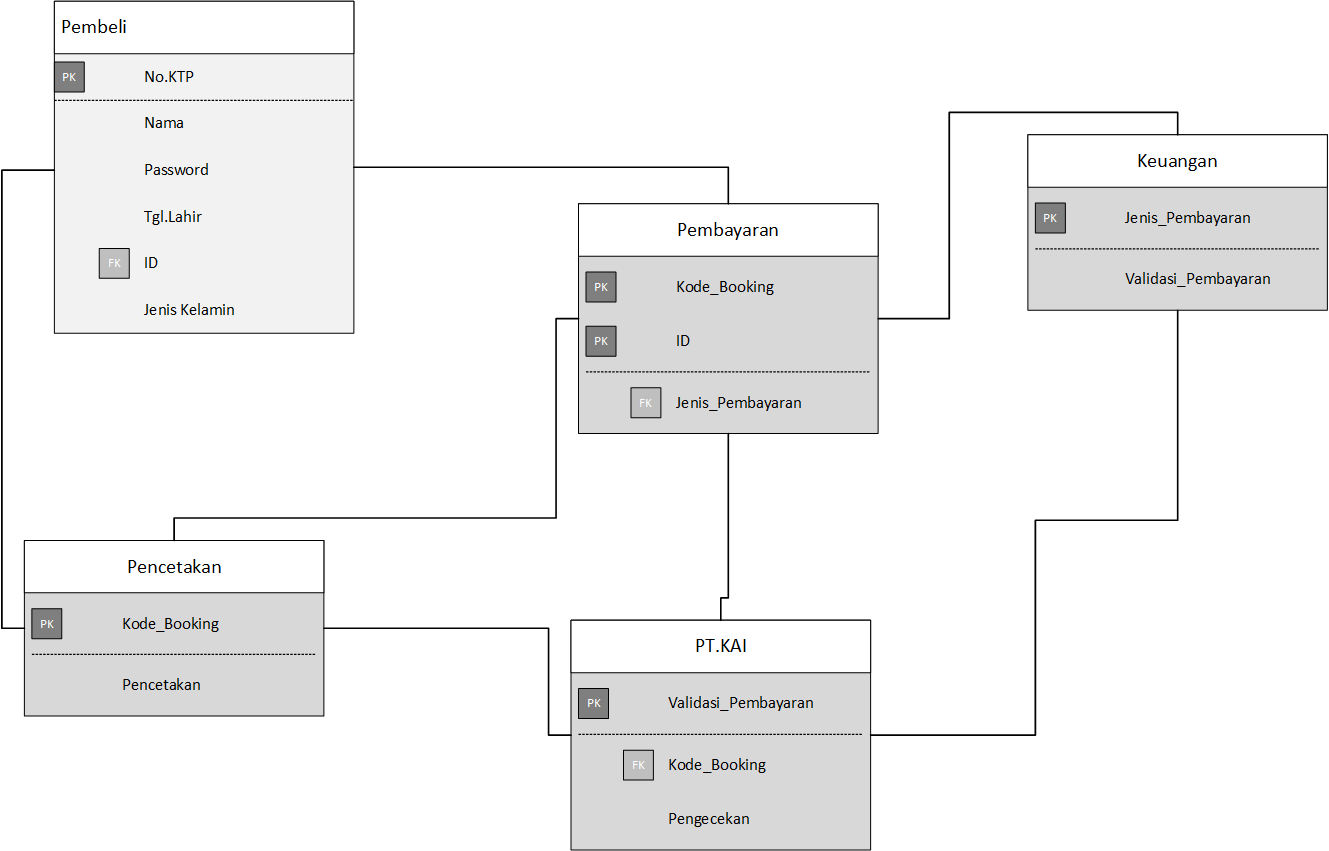 Pembeli
PK No.KTP
Nama
Password
Tgl.Lahir
FK ID
Jenis Kelamin
Pembayaran
PK Kode_Booking
PK ID
FK Jenis_Pembayaran
Keuangan
PK Jenis_Pembayaran
Validasi_Pembayaran
Pencetakan
PK Kode_Booking
Pencetakan
PT.KAI
PK Validasi_Pembayaran
FK Kode_Booking
Pengecekan